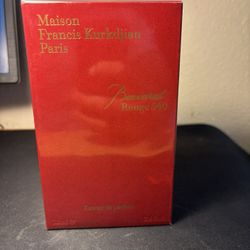 Maison
Francis Kurkdjian
Paris
Baccarat
Rouge 540
Extrait de parfum